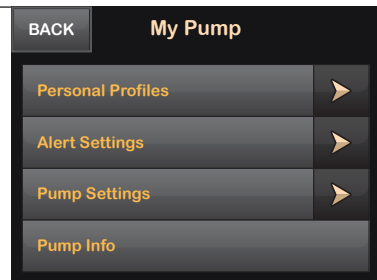 BACK
My Pump
Personal Profiles
Alert Settings
Pump Settings
Pump Info